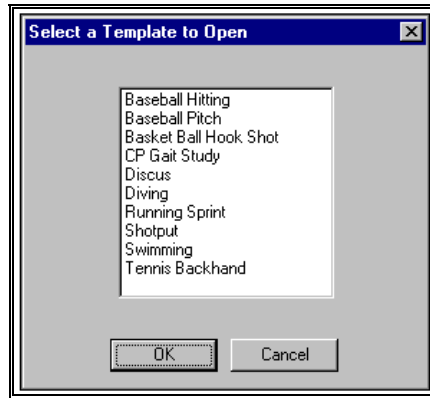 Select a Template to Open
Baseball Hitting
Baseball Pitch
Basket Ball Hook Shot
CP Gait Study
Discus
Diving
Running Sprint
Shotput
Swimming
Tennis Backhand
OK
Cancel